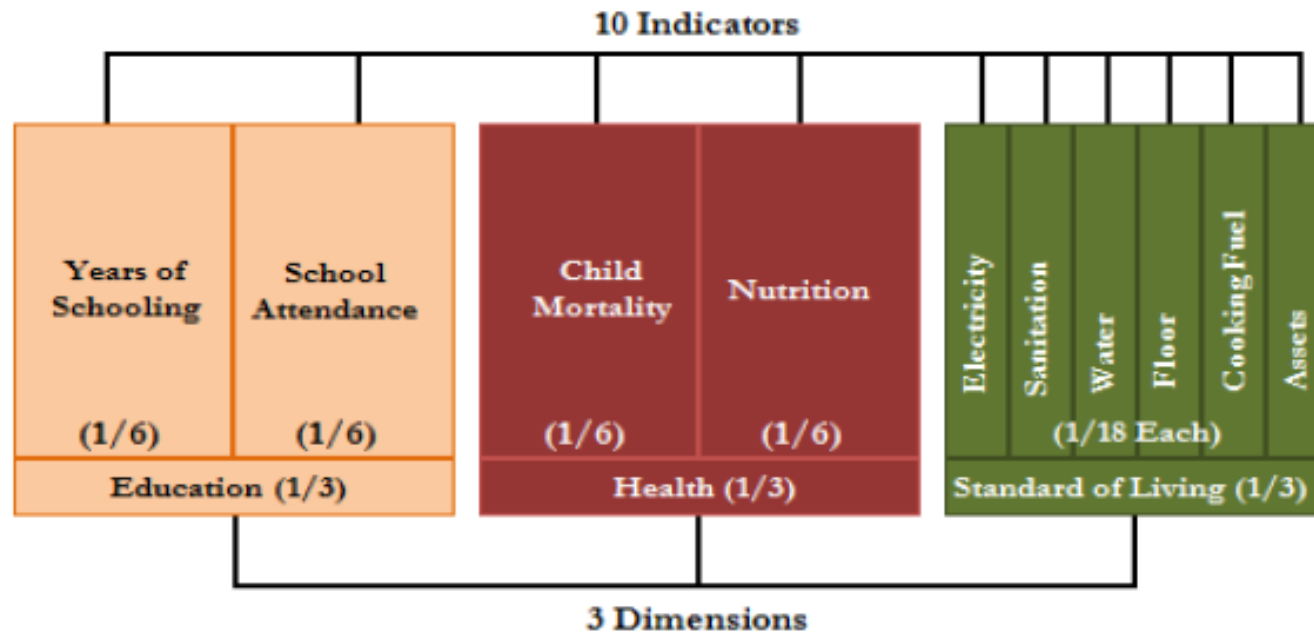 10 Indicators
Years of
Schooling
(1/6)
School
Attendance
(1/6)
Education (1/3)
Child
Mortality
(1/6)
Nutrition
(1/6)
Health (1/3)
Electricity
Sanitation
Water
Floor
Cooking Fuel
Assets
(1/18 Each)
Standard of Living (1/3)
3 Dimensions